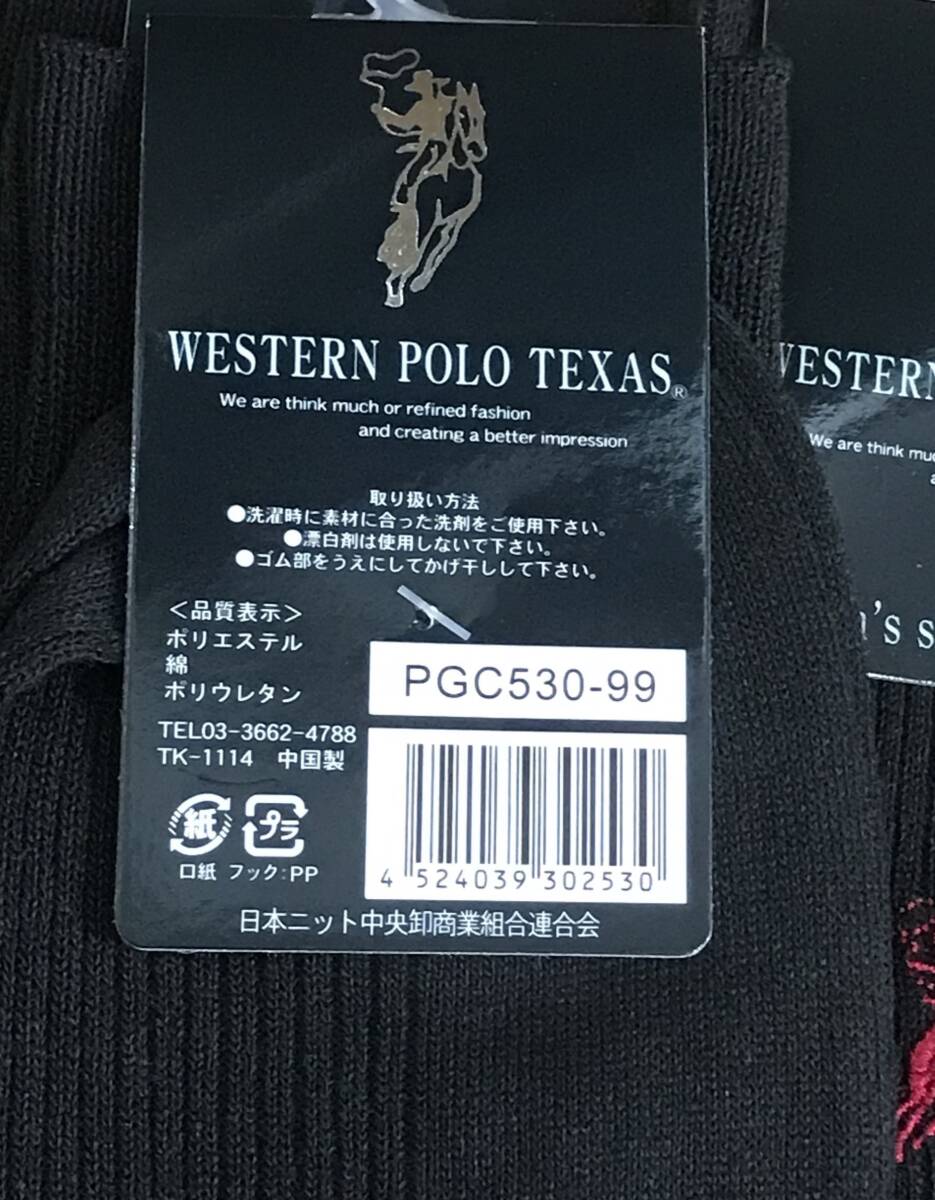 WESTERN POLO TEXAS®
We are think much or refined fashion
and creating a better impression
取り扱い方法
●洗濯時に素材に合った洗剤をご使用下さい。
●漂白剤は使用しないで下さい。
●ゴム部をうえにしてかげ干しして下さい。
<品質表示>
ポリエステル
綿
ポリウレタン
TEL03-3662-4788
TK-1114 中国製
PGC530-99
紙 プラ
口紙 フック:PP
4 524039 302530
日本ニット中央卸商業組合連合会
WESTERN
We are think
's s